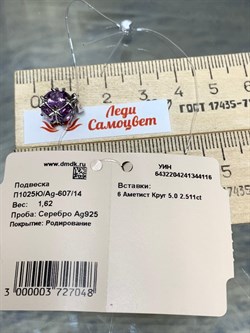 Леди
Самоцвет
ГОСТ 17435-7
www.dmdk.ru
Подвеска
П1025Ю/Ag-607/14
Вес: 1,62
Проба: Серебро Ag925
Покрытие: Родирование
3 000003 727048
УИН
6432204241344116
Вставки:
6 Аметист Круг 5.0 2.511ct